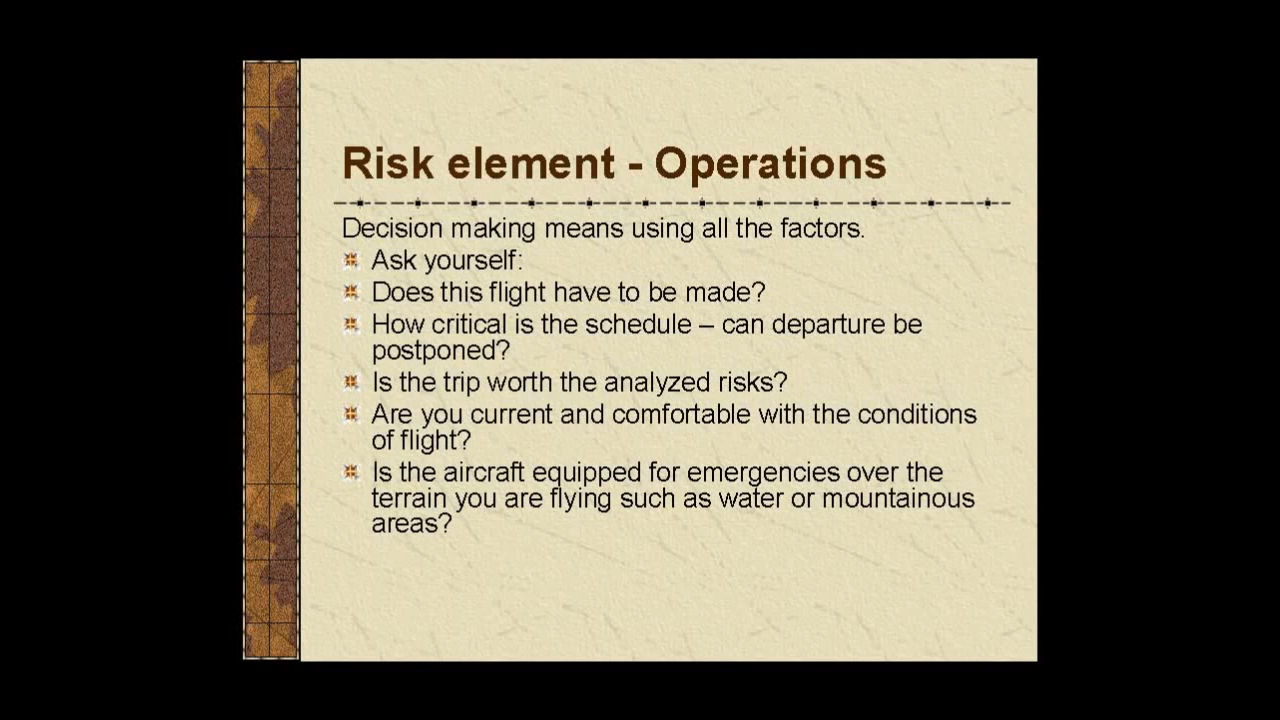 Risk element - Operations
Decision making means using all the factors.
Ask yourself:
Does this flight have to be made?
How critical is the schedule – can departure be
postponed?
Is the trip worth the analyzed risks?
Are you current and comfortable with the conditions
of flight?
Is the aircraft equipped for emergencies over the
terrain you are flying such as water or mountainous
areas?